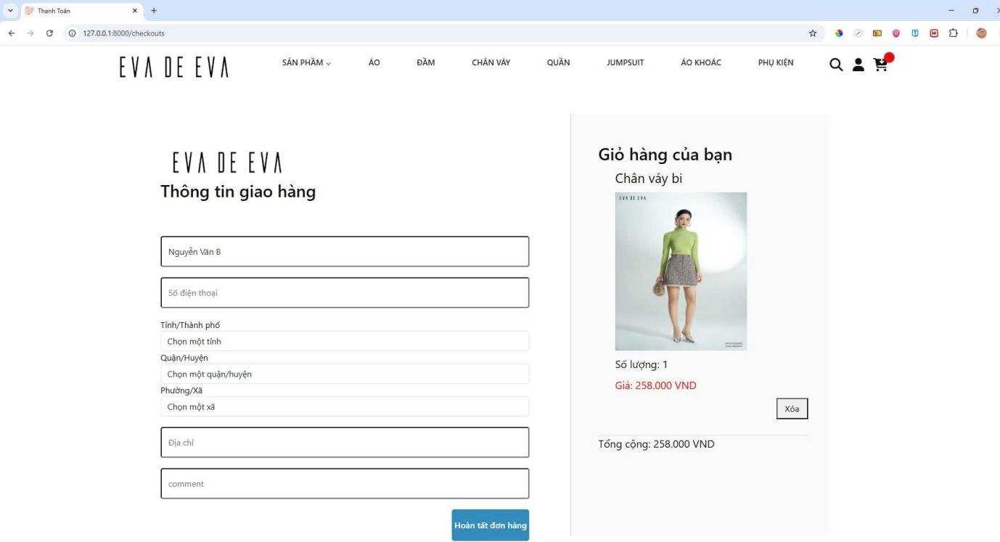 Thanh Toán
127.0.0.1:8000/checkouts
EVA DE EVA
SẢN PHẨM
ÁO
ĐẦM
CHÂN VÁY
QUẦN
JUMPSUIT
ÁO KHOÁC
PHỤ KIỆN
EVA DE EVA
Thông tin giao hàng
Nguyễn Văn B
Số điện thoại
Tỉnh/Thành phố
Chọn một tỉnh
Quận/Huyện
Chọn một quận/huyện
Phường/Xã
Chọn một xã
Địa chỉ
comment
Hoàn tất đơn hàng
Giỏ hàng của bạn
Chân váy bi
EVA DE EVA
Số lượng: 1
Giá: 258.000 VND
Xóa
Tổng cộng: 258.000 VND